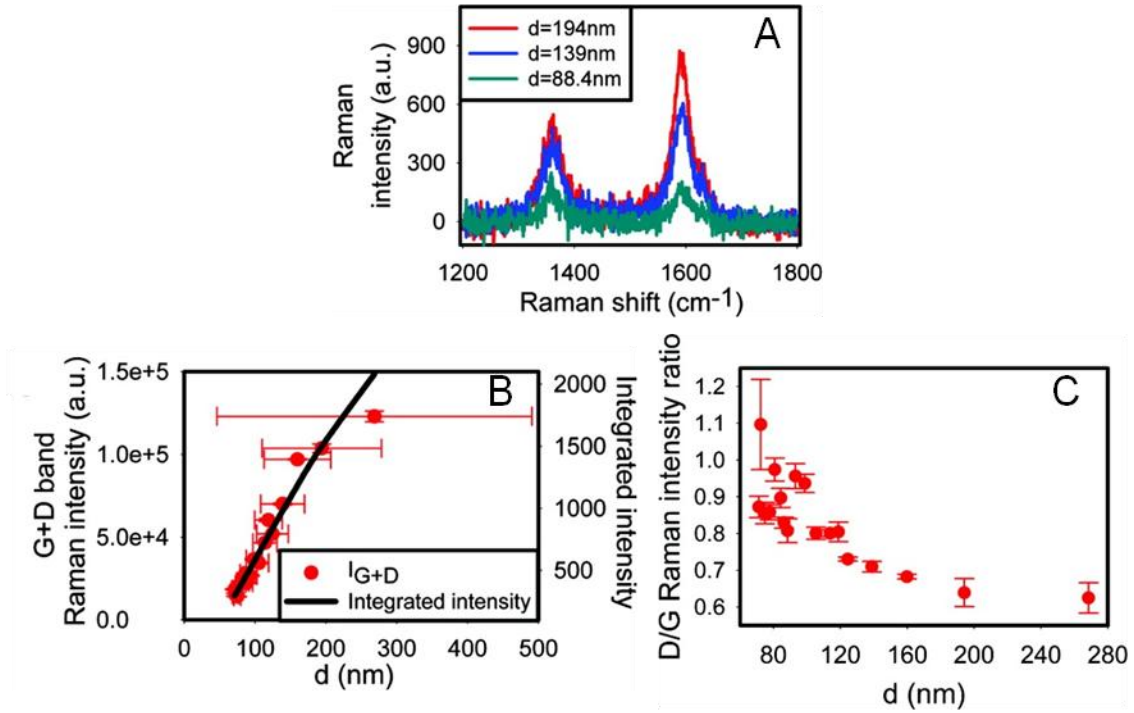 A
d=194nm
d=139nm
d=88.4nm
900
600
300
0
Raman
intensity (a.u.)
1200
1400
1600
1800
Raman shift (cm-1)
B
1.5e+5
1.0e+5
5.0e+4
0.0
G+D band
Raman intensity (a.u.)
2000
1500
1000
500
Integrated intensity
IG+D
Integrated intensity
0
100
200
300
400
500
d (nm)
C
1.2
1.1
1.0
0.9
0.8
0.7
0.6
D/G Raman intensity ratio
80
120
160
200
240
280
d (nm)